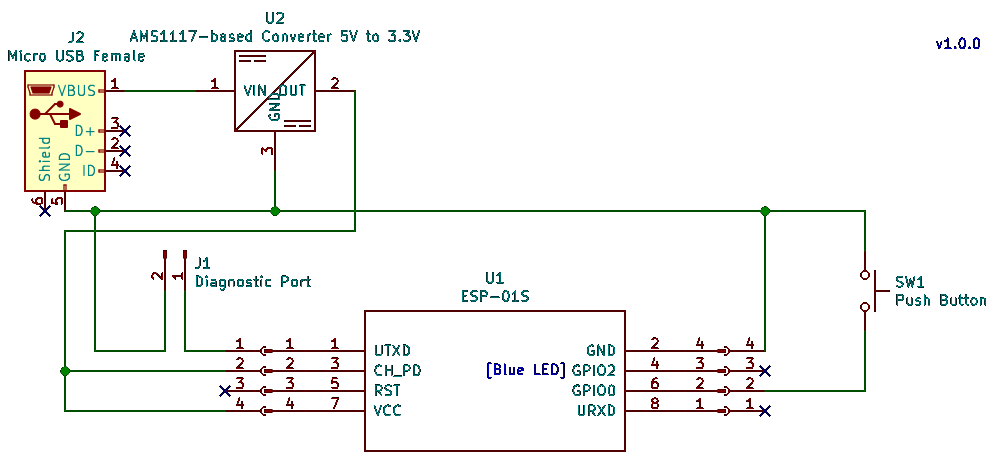 U2
AMS1117-based Converter 5V to 3.3V
v1.0.0
J2
Micro USB Female
VBUS 1
1 VIN OUT 2
GND
3
D+ 3
D- 2
ID 4
Shield
GND
6
5
J1
Diagnostic Port
2
1
U1
ESP-01S
SW1
Push Button
1 1 1 UTXD
2 2 3 CH_PD
3 3 5 RST
4 4 7 VCC
GND 2 4 4
[Blue LED] GPIO2 4 3 3
GPIO0 6 2 2
URXD 8 1 1